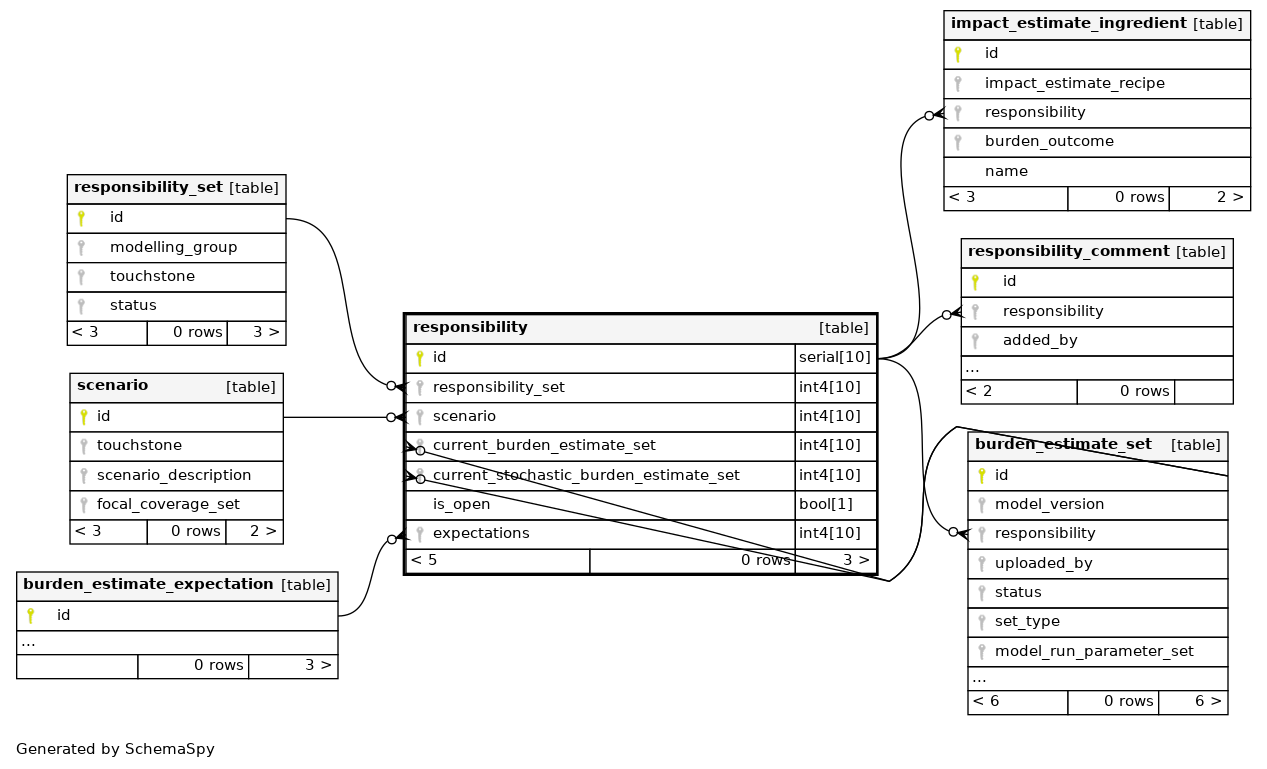 impact_estimate_ingredient [table]
id
impact_estimate_recipe
responsibility
burden_outcome
name
< 3 0 rows 2 >
responsibility_set [table]
id
modelling_group
touchstone
status
< 3 0 rows 3 >
responsibility_comment [table]
id
responsibility
added_by
...
< 2 0 rows
responsibility [table]
id serial[10]
responsibility_set int4[10]
scenario int4[10]
current_burden_estimate_set int4[10]
current_stochastic_burden_estimate_set int4[10]
is_open bool[1]
expectations int4[10]
< 5 0 rows 3 >
scenario [table]
id
touchstone
scenario_description
focal_coverage_set
< 3 0 rows 2 >
burden_estimate_set [table]
id
model_version
responsibility
uploaded_by
status
set_type
model_run_parameter_set
...
< 6 0 rows 6 >
burden_estimate_expectation [table]
id
...
0 rows 3 >
Generated by SchemaSpy